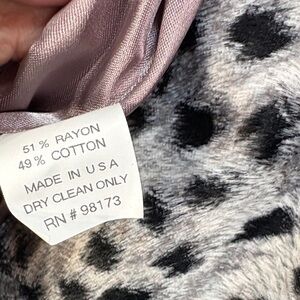 51% RAYON
49% COTTON
MADE IN USA
DRY CLEAN ONLY
RN # 98173